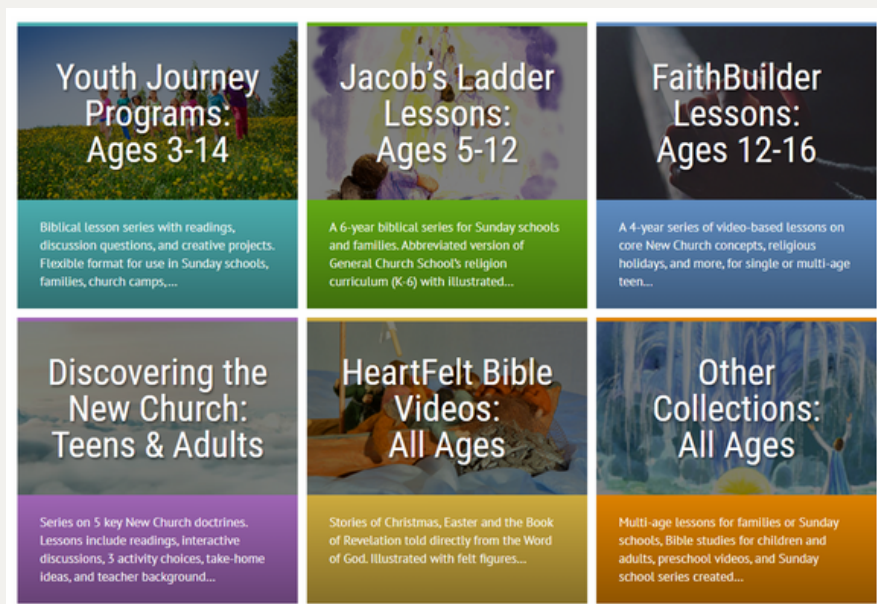 Youth Journey
Programs:
Ages 3-14
Biblical lesson series with readings,
discussion questions, and creative projects.
Flexible format for use in Sunday schools,
families, church camps,...
Jacob's Ladder
Lessons:
Ages 5-12
A 6-year biblical series for Sunday schools
and families. Abbreviated version of
General Church School's religion
curriculum (K-6) with illustrated...
FaithBuilder
Lessons:
Ages 12-16
A 4-year series of video-based lessons on
core New Church concepts, religious
holidays, and more, for single or multi-age
teen...
Discovering the
New Church:
Teens & Adults
Series on 5 key New Church doctrines.
Lessons include readings, interactive
discussions, 3 activity choices, take-home
ideas, and teacher background...
HeartFelt Bible
Videos:
All Ages
Stories of Christmas, Easter and the Book
of Revelation told directly from the Word
of God. Illustrated with felt figures...
Other
Collections:
All Ages
Multi-age lessons for families or Sunday
schools, Bible studies for children and
adults, preschool videos, and Sunday
school series created...